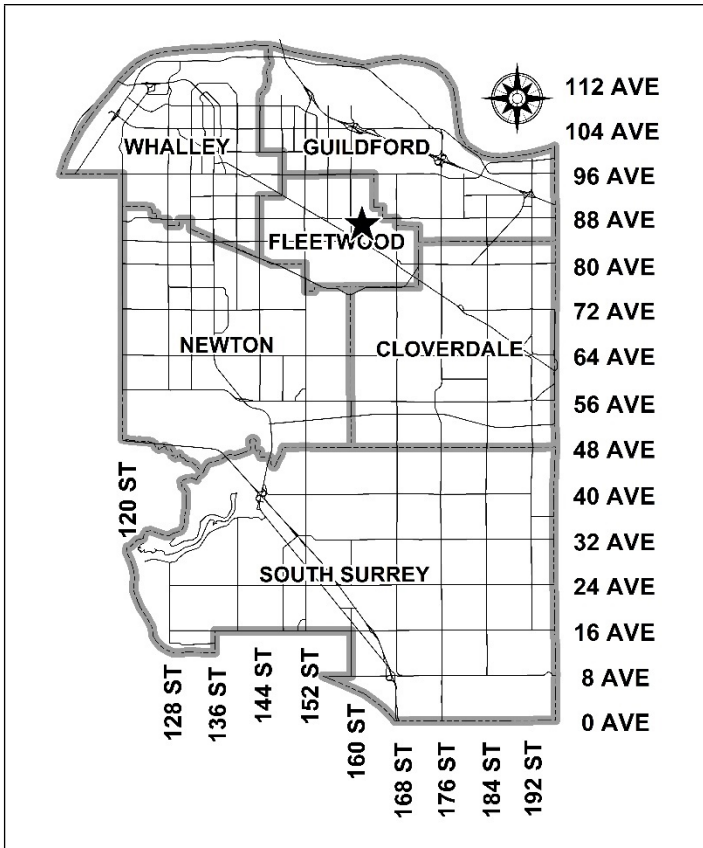 112 AVE
104 AVE
WHALLEY
GUILDFORD
96 AVE
88 AVE
FLEETWOOD
80 AVE
72 AVE
NEWTON
CLOVERDALE
64 AVE
56 AVE
48 AVE
120 ST
40 AVE
32 AVE
SOUTH SURREY
24 AVE
16 AVE
8 AVE
0 AVE
128 ST
136 ST
144 ST
152 ST
160 ST
168 ST
176 ST
184 ST
192 ST